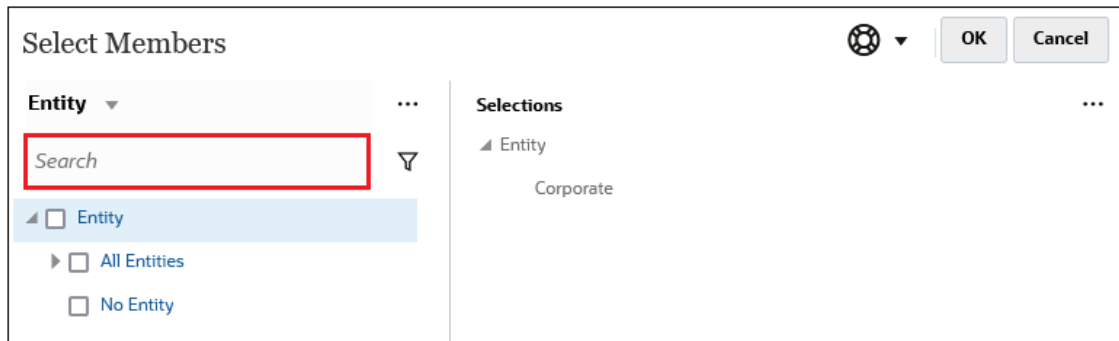 Select Members
OK
Cancel
Entity
Search
Entity
All Entities
No Entity
Selections
Entity
Corporate